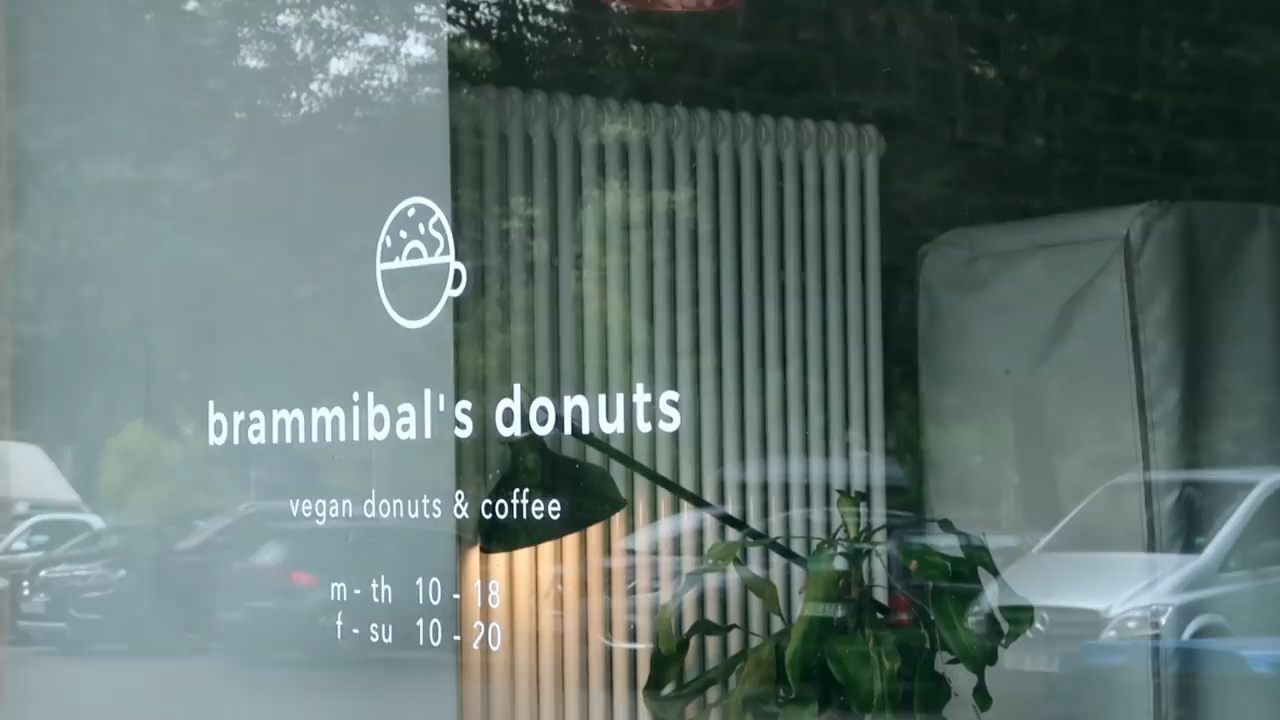 brammibal's donuts
vegan donuts & coffee
m - th 10 - 18
f - su 10 - 20